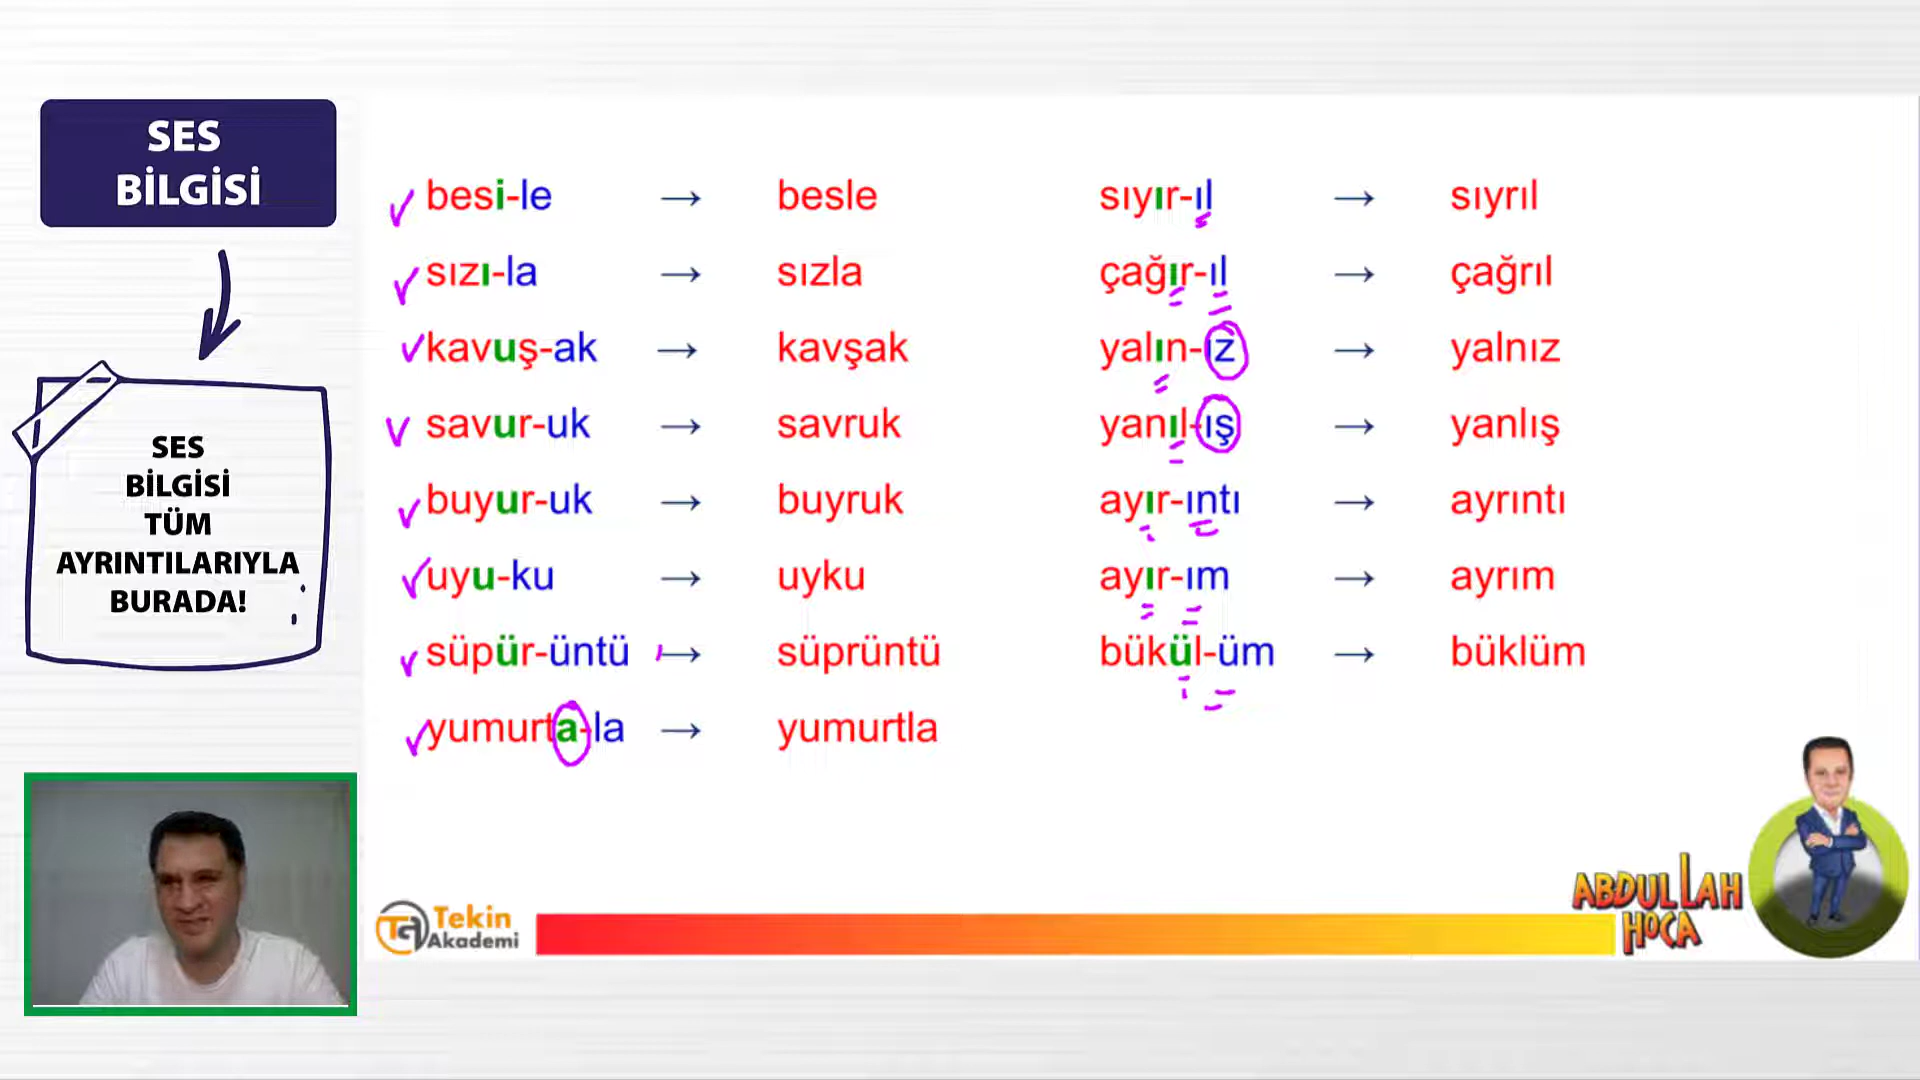 SES
BİLGİSİ
SES
BİLGİSİ
TÜM
AYRINTILARIYLA
BURADA!
besi-le → besle
sızı-la → sızla
kavuş-ak → kavşak
savur-uk → savruk
buyur-uk → buyruk
uyu-ku → uyku
süpür-üntü → süprüntü
yumurta-la → yumurtla
sıyır-ıl → sıyrıl
çağır-ıl → çağrıl
yalın-ız → yalnız
yanıl-ış → yanlış
ayır-ıntı → ayrıntı
ayır-ım → ayrım
bükül-üm → büklüm
Tekin
Akademi
ABDULLAH
HOCA